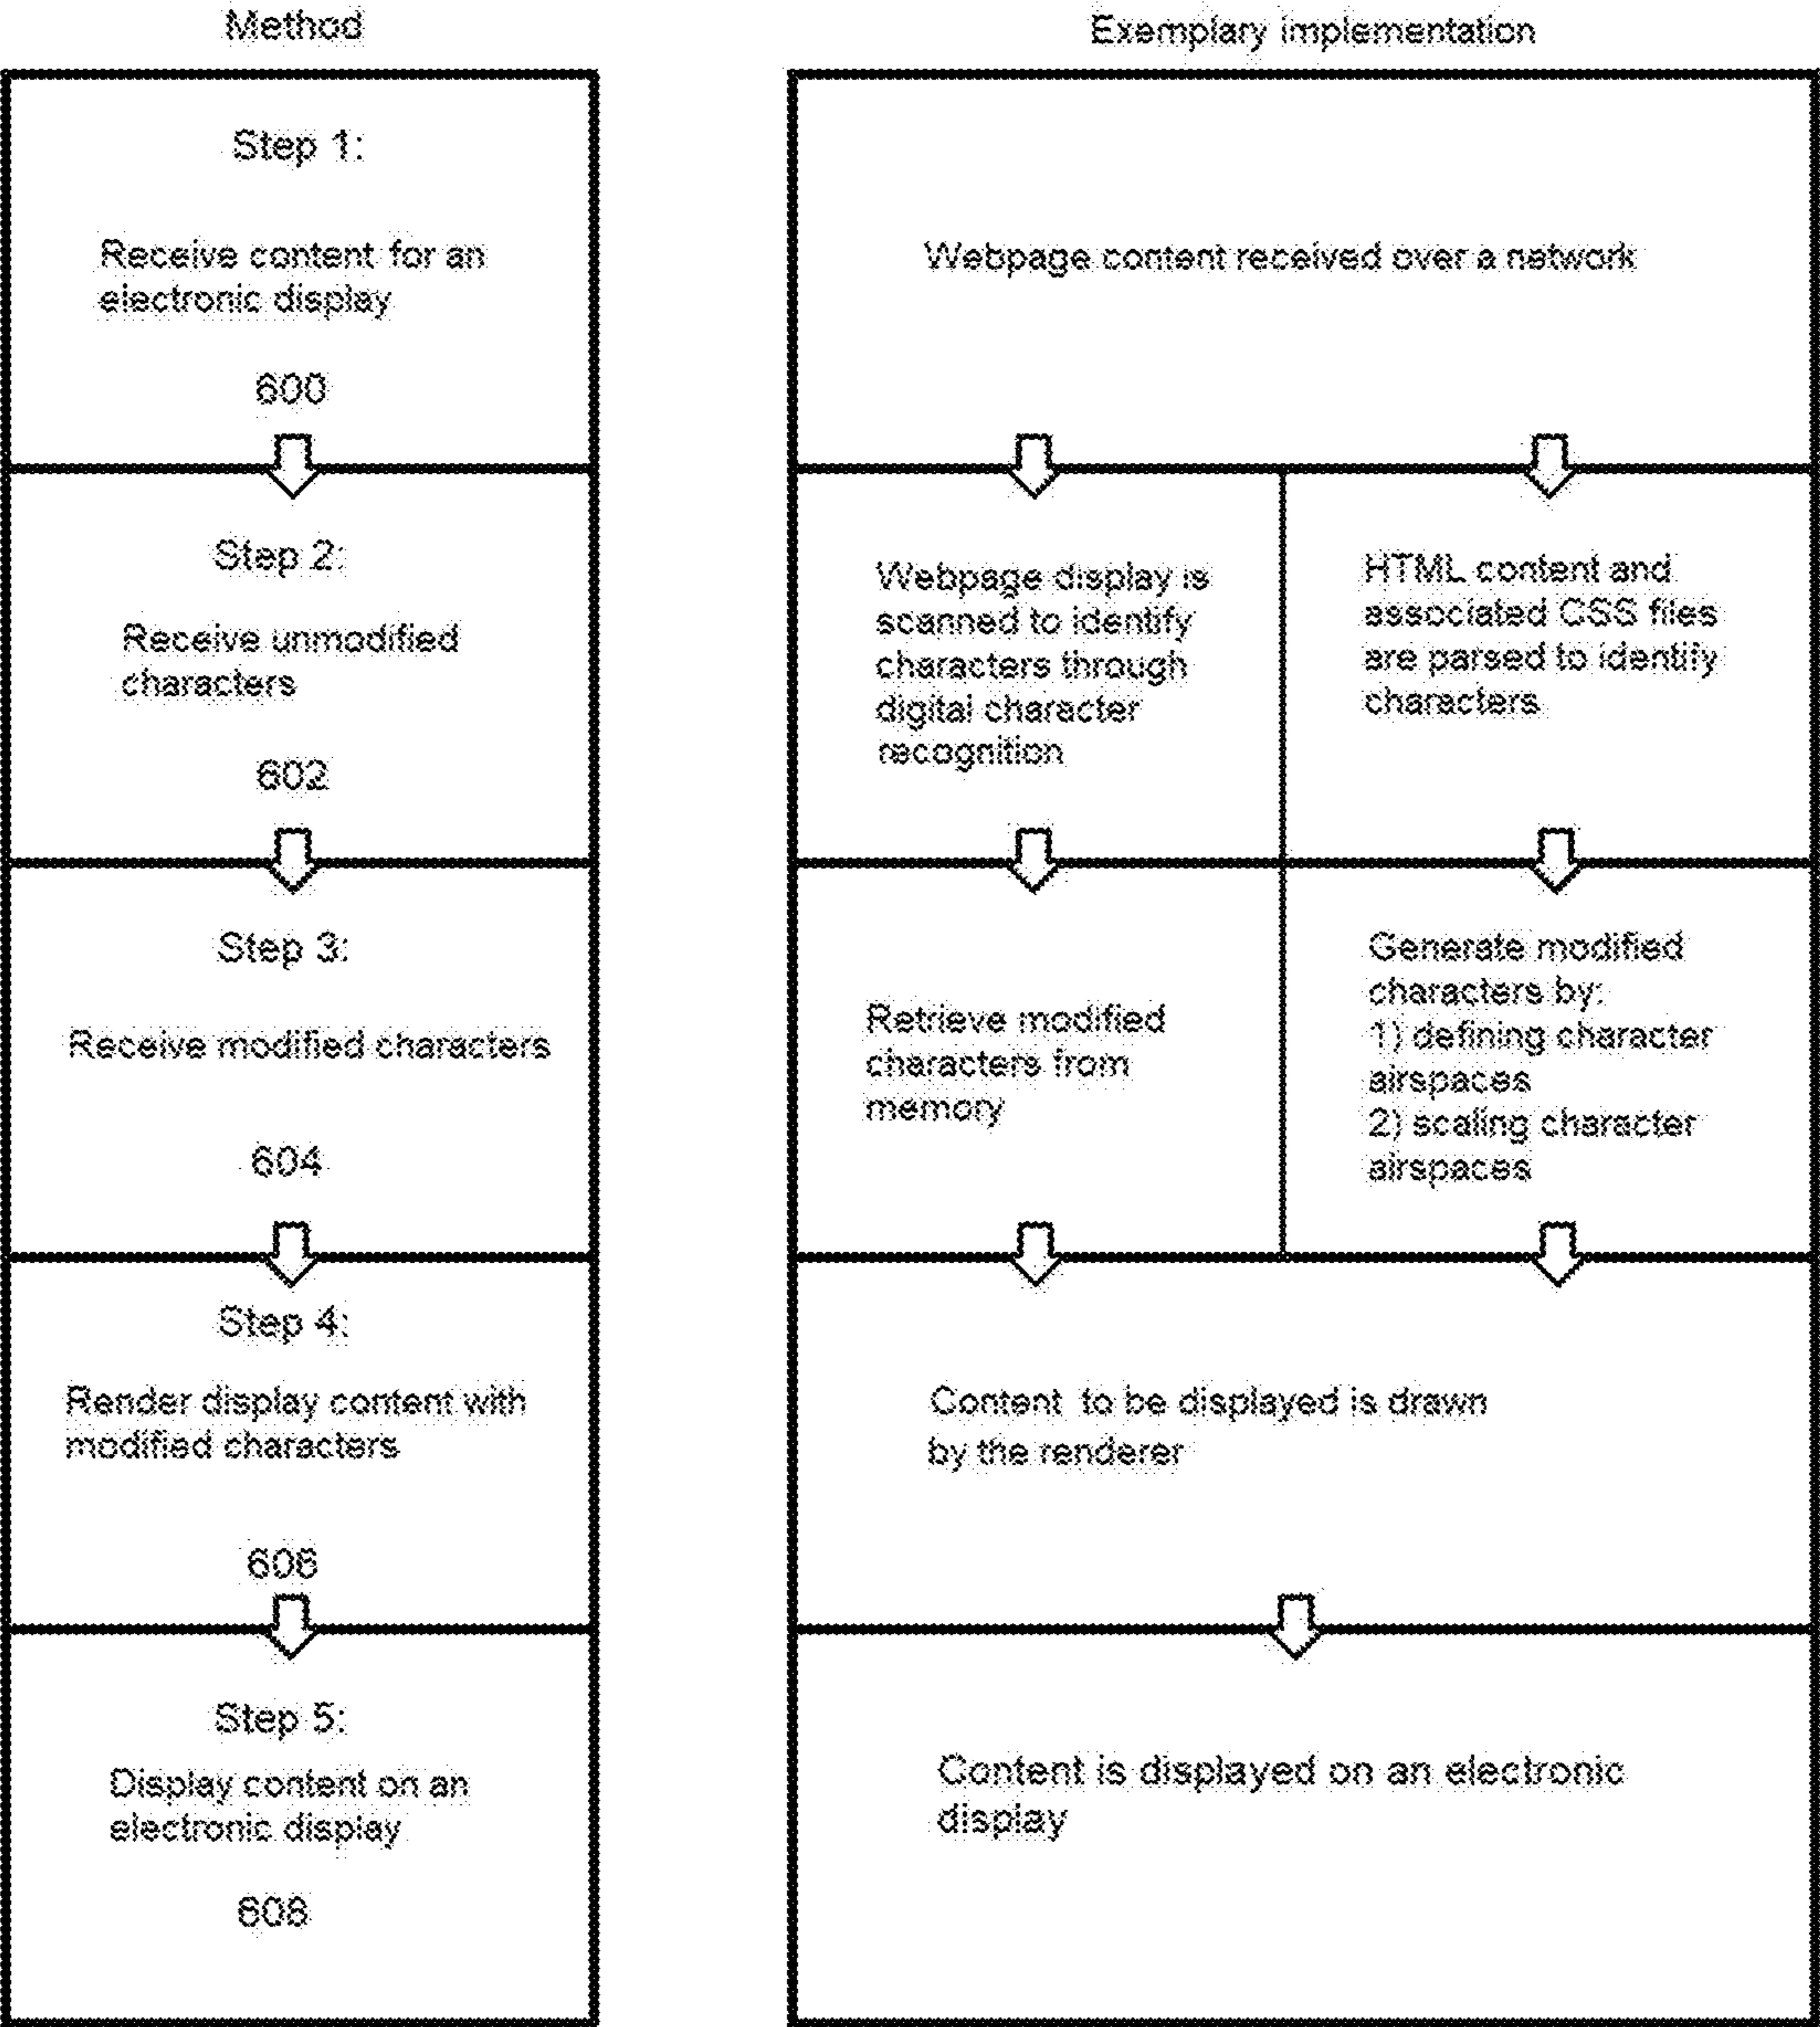 Method
Step 1:
Receive content for an
electronic display
600
Step 2:
Receive unmodified
characters
602
Step 3:
Receive modified characters
604
Step 4:
Render display content with
modified characters
606
Step 5:
Display content on an
electronic display
608
Exemplary implementation
Webpage content received over a network
Webpage display is
scanned to identify
characters through
digital character
recognition
HTML content and
associated CSS files
are parsed to identify
characters
Retrieve modified
characters from
memory
Generate modified
characters by:
1) defining character
airspaces
2) scaling character
airspaces
Content to be displayed is drawn
by the renderer
Content is displayed on an electronic
display